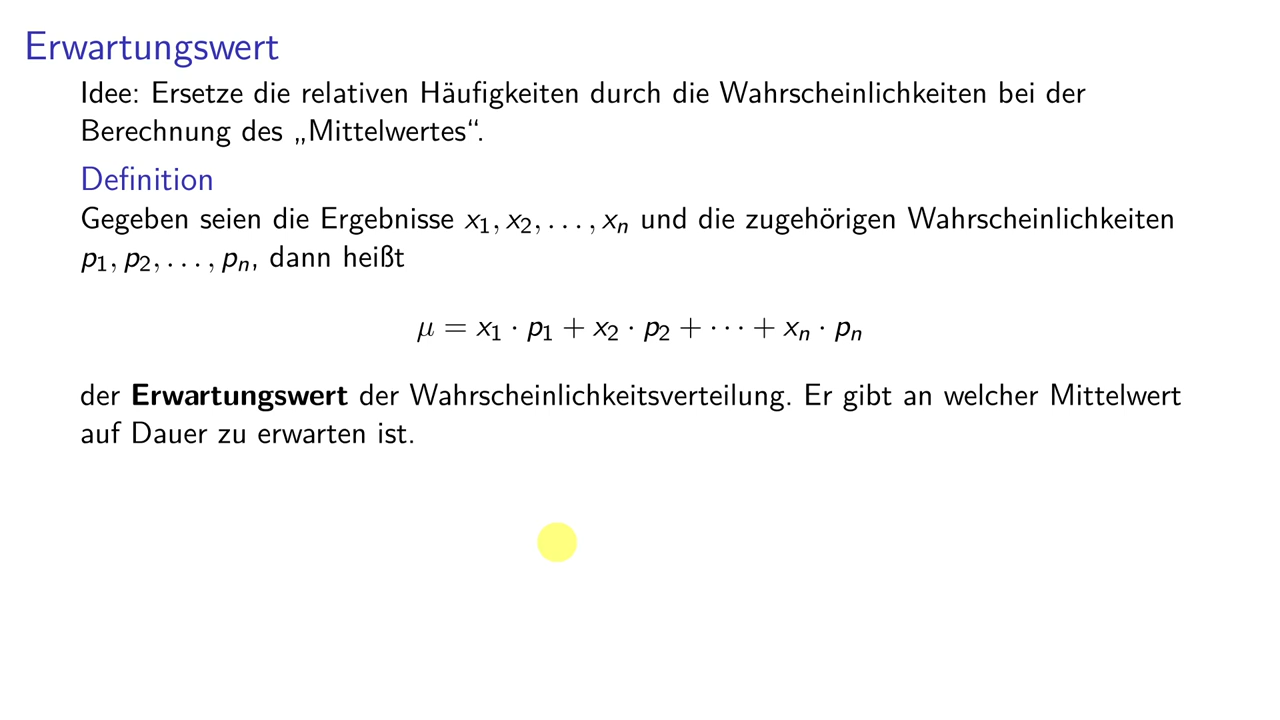 Erwartungswert
Idee: Ersetze die relativen Häufigkeiten durch die Wahrscheinlichkeiten bei der
Berechnung des „Mittelwertes“.
Definition
Gegeben seien die Ergebnisse x₁, x₂, . . . , xₙ und die zugehörigen Wahrscheinlichkeiten
p₁, p₂, . . . , pₙ, dann heißt
μ = x₁ · p₁ + x₂ · p₂ + · · · + xₙ · pₙ
der Erwartungswert der Wahrscheinlichkeitsverteilung. Er gibt an welcher Mittelwert
auf Dauer zu erwarten ist.